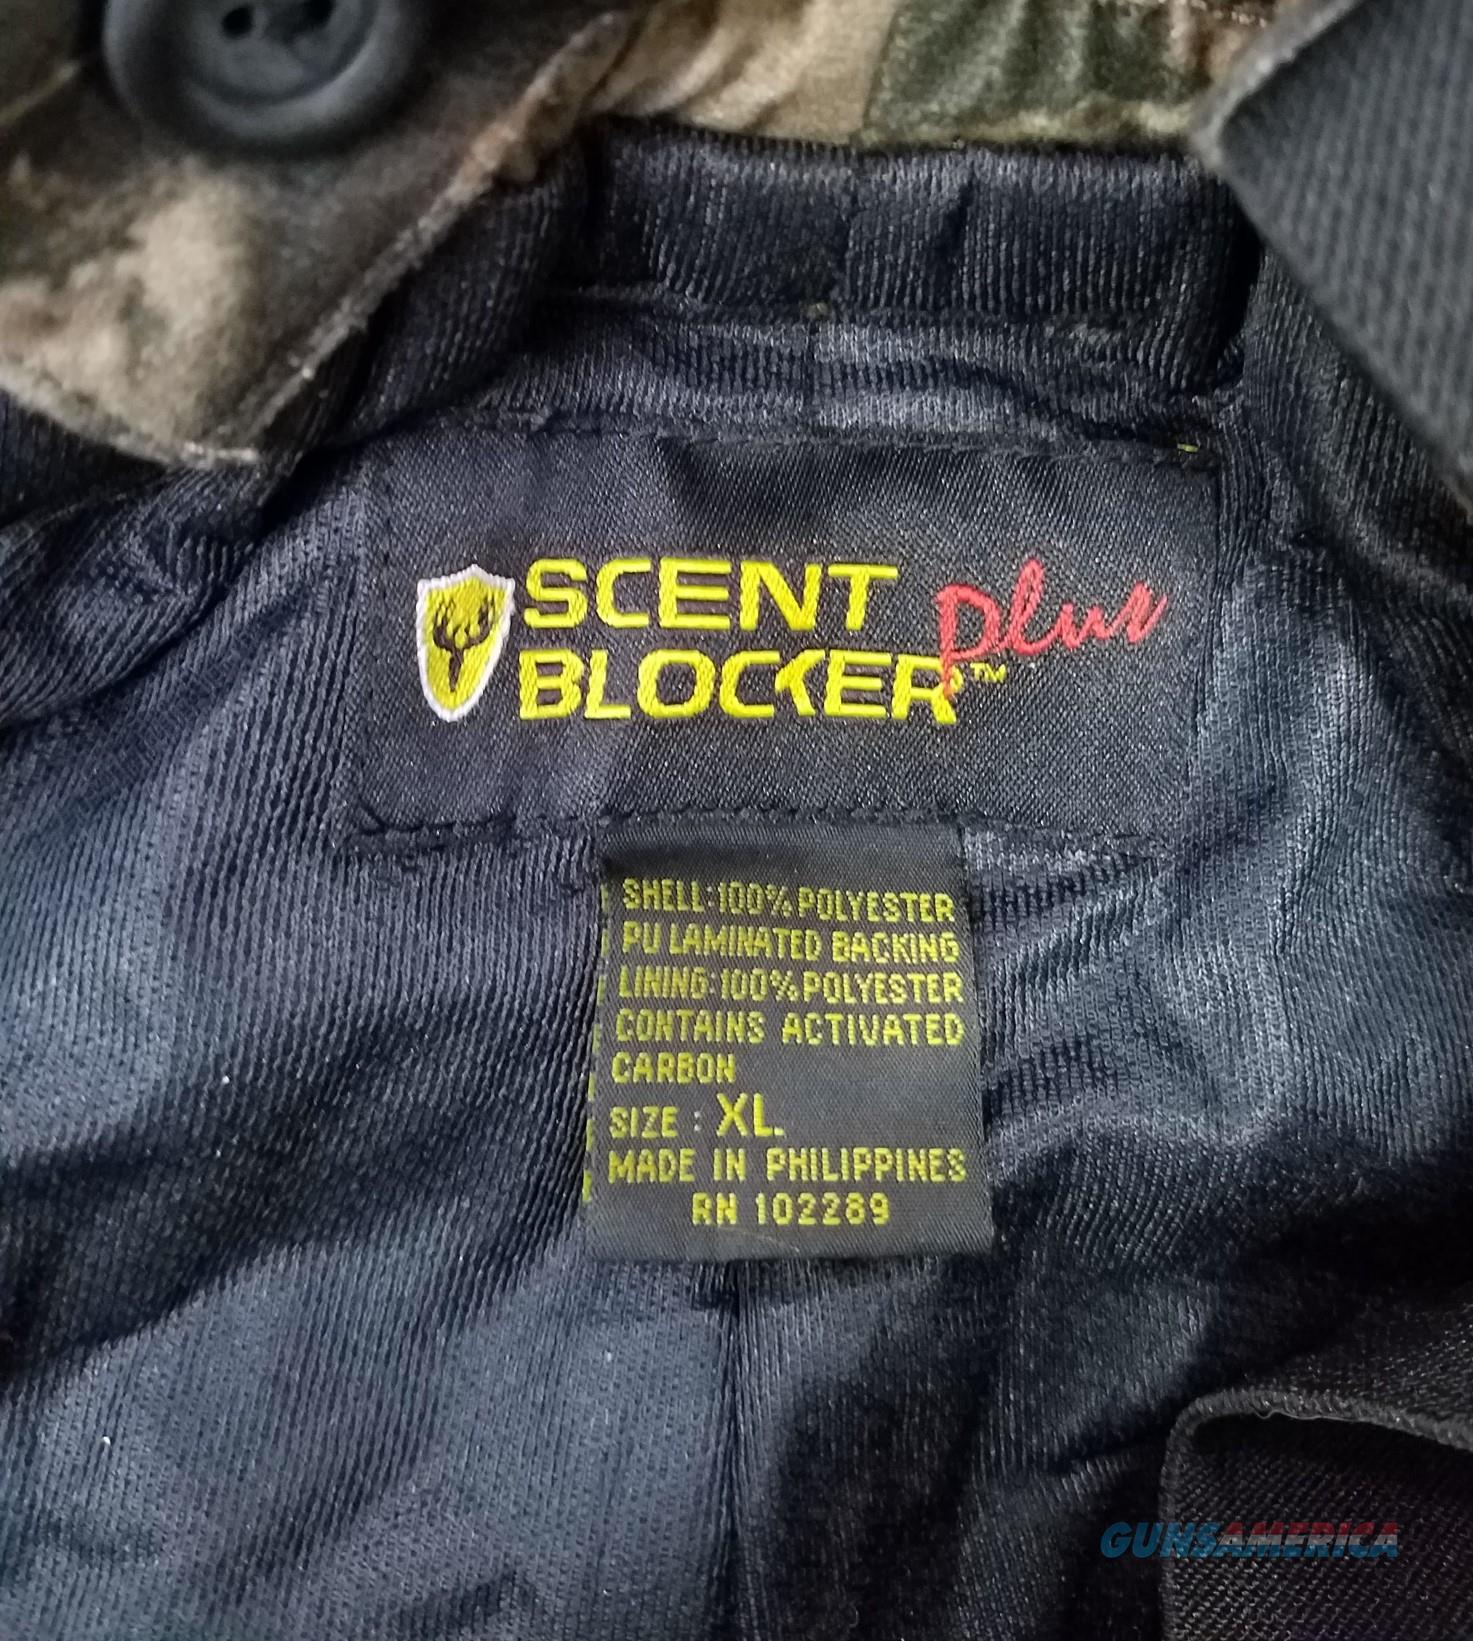 SCENT
BLOCKER plus™
SHELL:100% POLYESTER
PU LAMINATED BACKING
LINING:100% POLYESTER
CONTAINS ACTIVATED
CARBON
SIZE : XL.
MADE IN PHILIPPINES
RN 102289
GUNSAMERICA